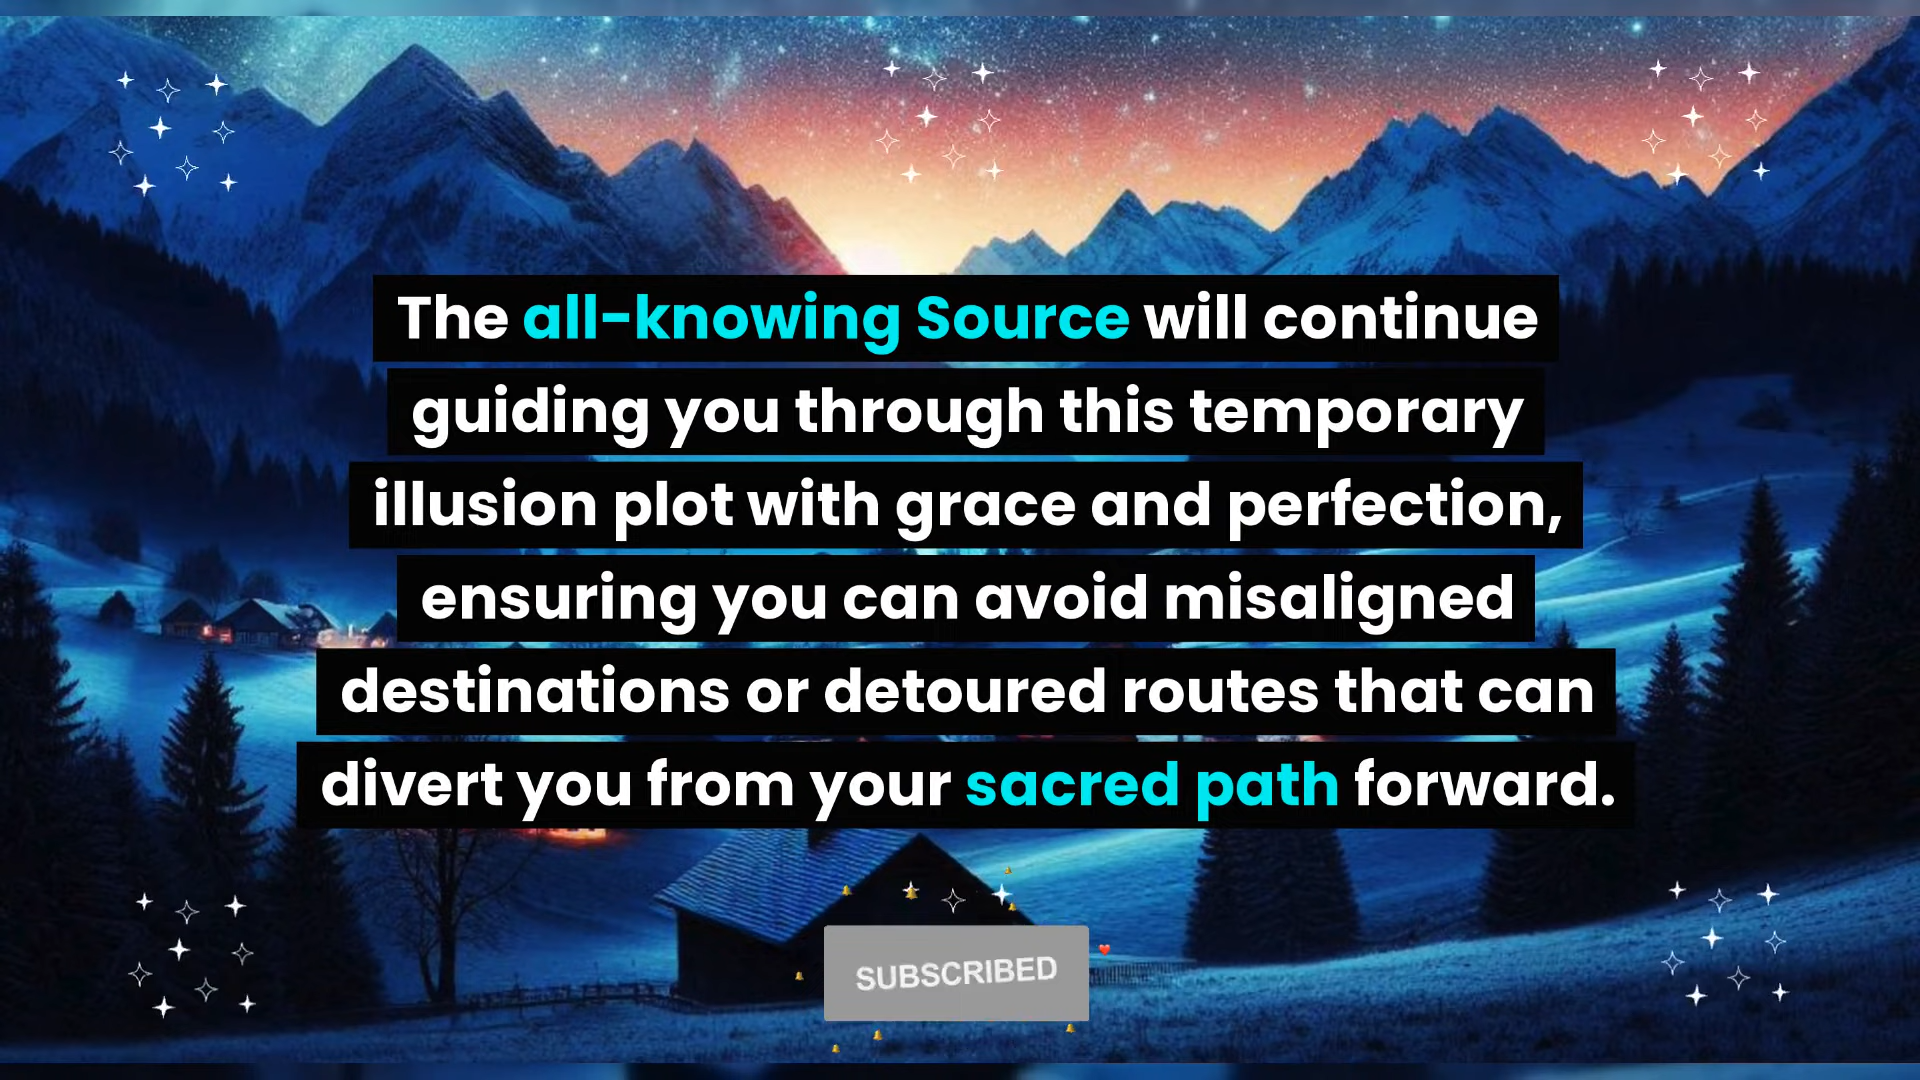 The all-knowing Source will continue
guiding you through this temporary
illusion plot with grace and perfection,
ensuring you can avoid misaligned
destinations or detoured routes that can
divert you from your sacred path forward.
SUBSCRIBED